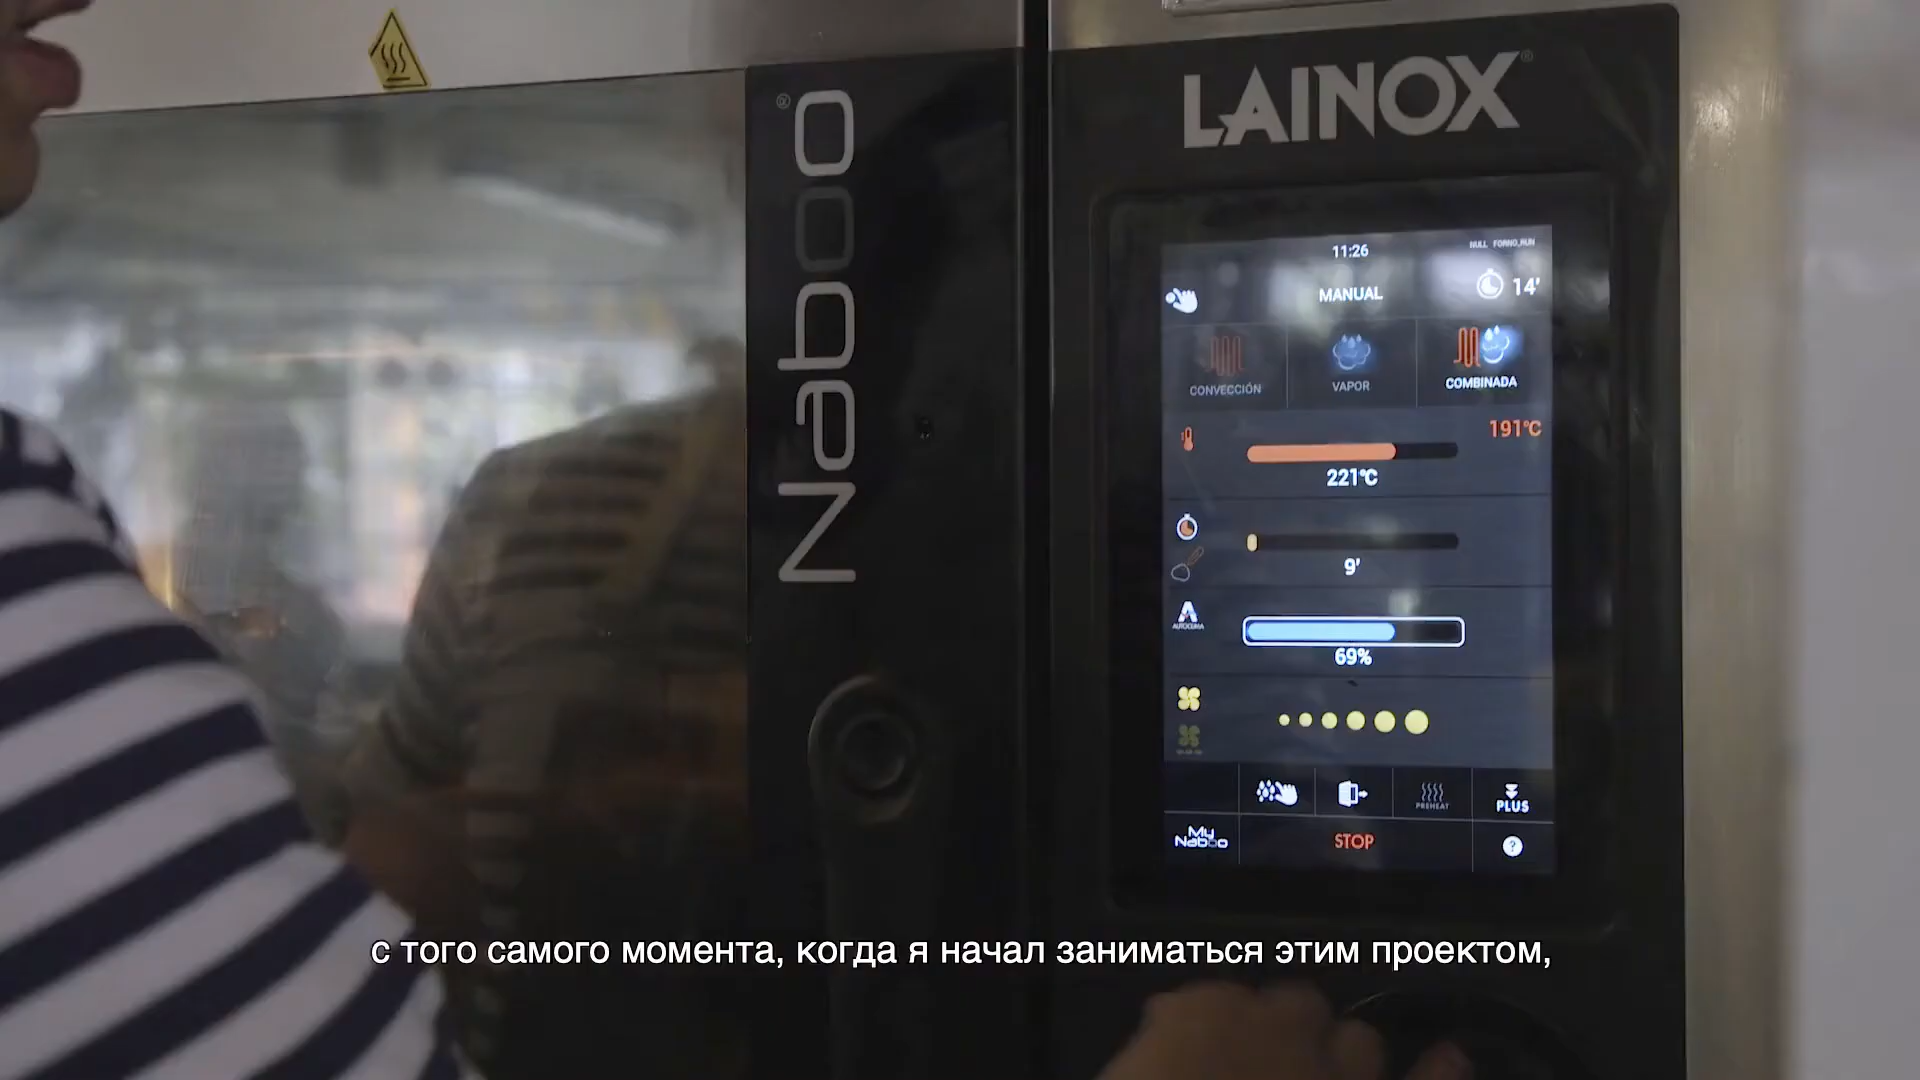 LAINOX®
Naboo®
11:26
NULL FORNO_RUN
MANUAL
14'
CONVECCIÓN
VAPOR
COMBINADA
191°C
221°C
9'
AUTOCLIMA
69%
PREHEAT
PLUS
My Naboo
STOP
?
с того самого момента, когда я начал заниматься этим проектом,